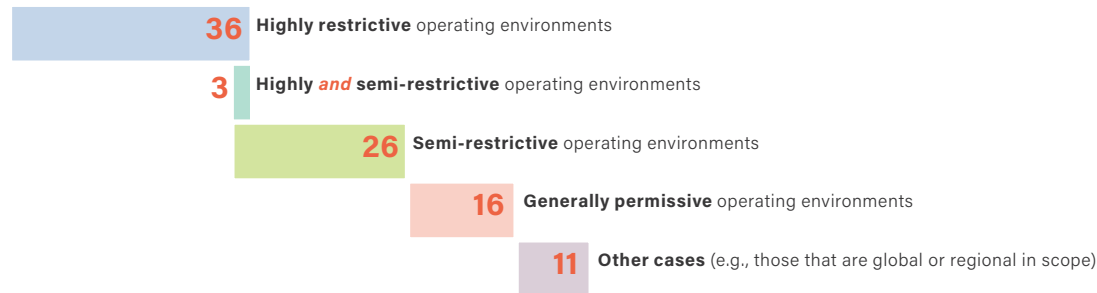 36 Highly restrictive operating environments
3 Highly and semi-restrictive operating environments
26 Semi-restrictive operating environments
16 Generally permissive operating environments
11 Other cases (e.g., those that are global or regional in scope)